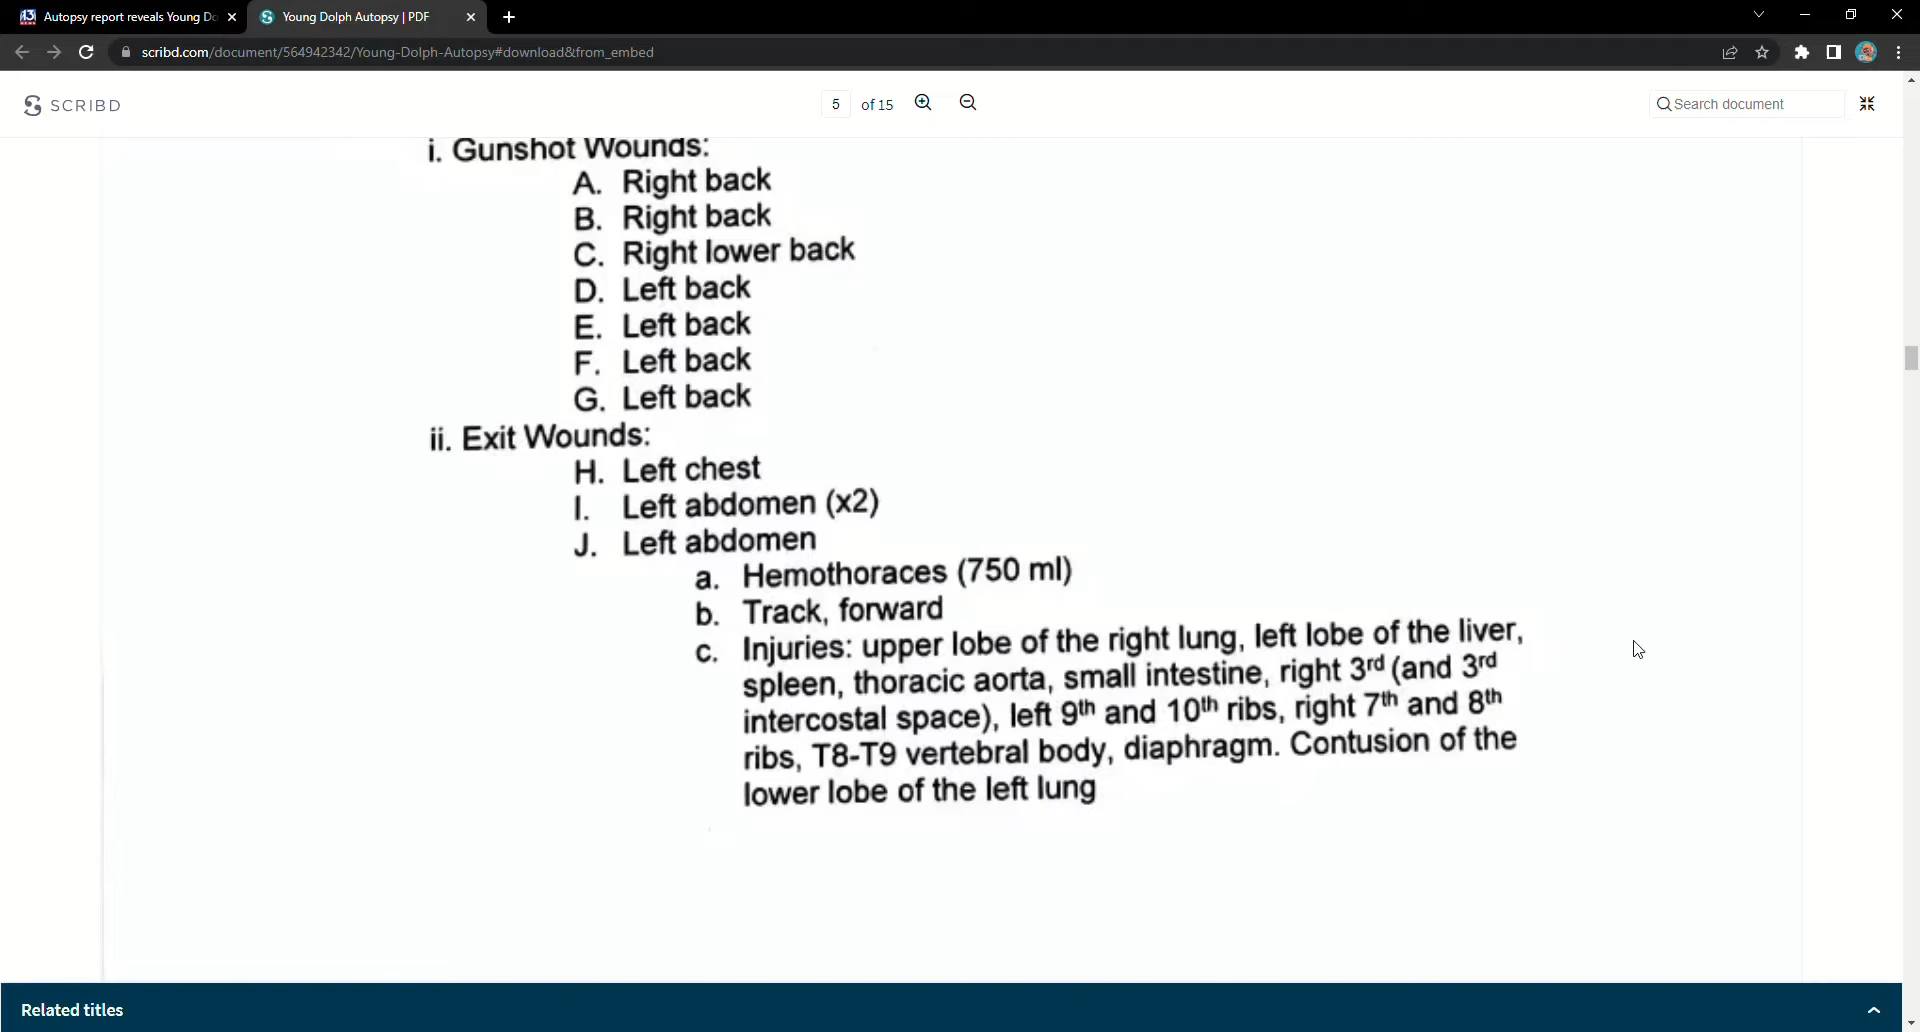 Autopsy report reveals Young Do
Young Dolph Autopsy | PDF
scribd.com/document/564942342/Young-Dolph-Autopsy#download&from_embed
SCRIBD
5 of 15
Search document
i. Gunshot Wounds:
A. Right back
B. Right back
C. Right lower back
D. Left back
E. Left back
F. Left back
G. Left back
ii. Exit Wounds:
H. Left chest
I. Left abdomen (x2)
J. Left abdomen
a. Hemothoraces (750 ml)
b. Track, forward
c. Injuries: upper lobe of the right lung, left lobe of the liver,
spleen, thoracic aorta, small intestine, right 3rd (and 3rd
intercostal space), left 9th and 10th ribs, right 7th and 8th
ribs, T8-T9 vertebral body, diaphragm. Contusion of the
lower lobe of the left lung
Related titles